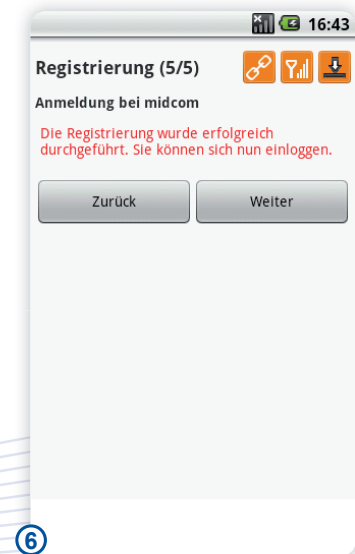 16:43
Registrierung (5/5)
Anmeldung bei midcom
Die Registrierung wurde erfolgreich
durchgeführt. Sie können sich nun einloggen.
Zurück Weiter
6